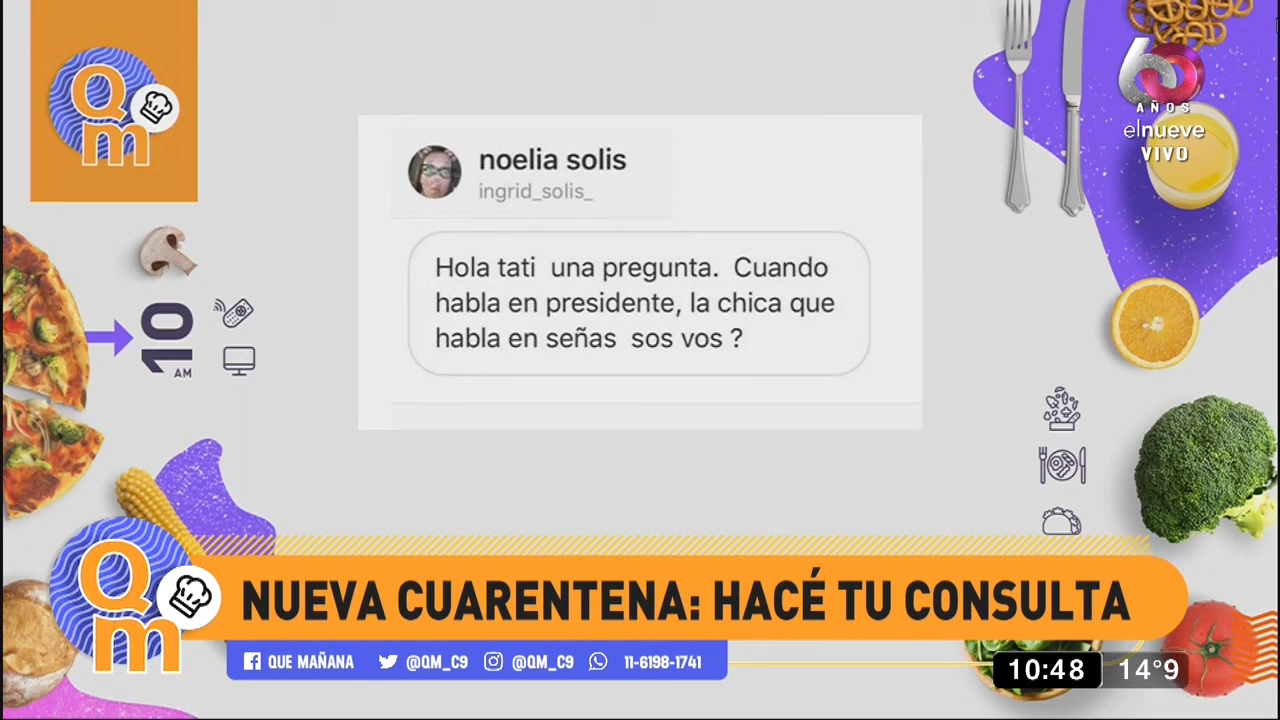 Qm
60
AÑOS
elnueve
VIVO
noelia solis
ingrid_solis_
Hola tati una pregunta. Cuando
habla en presidente, la chica que
habla en señas sos vos ?
10
AM
Qm
NUEVA CUARENTENA: HACÉ TU CONSULTA
QUE MAÑANA @QM_C9 @QM_C9 11-6198-1741
10:48 14°9